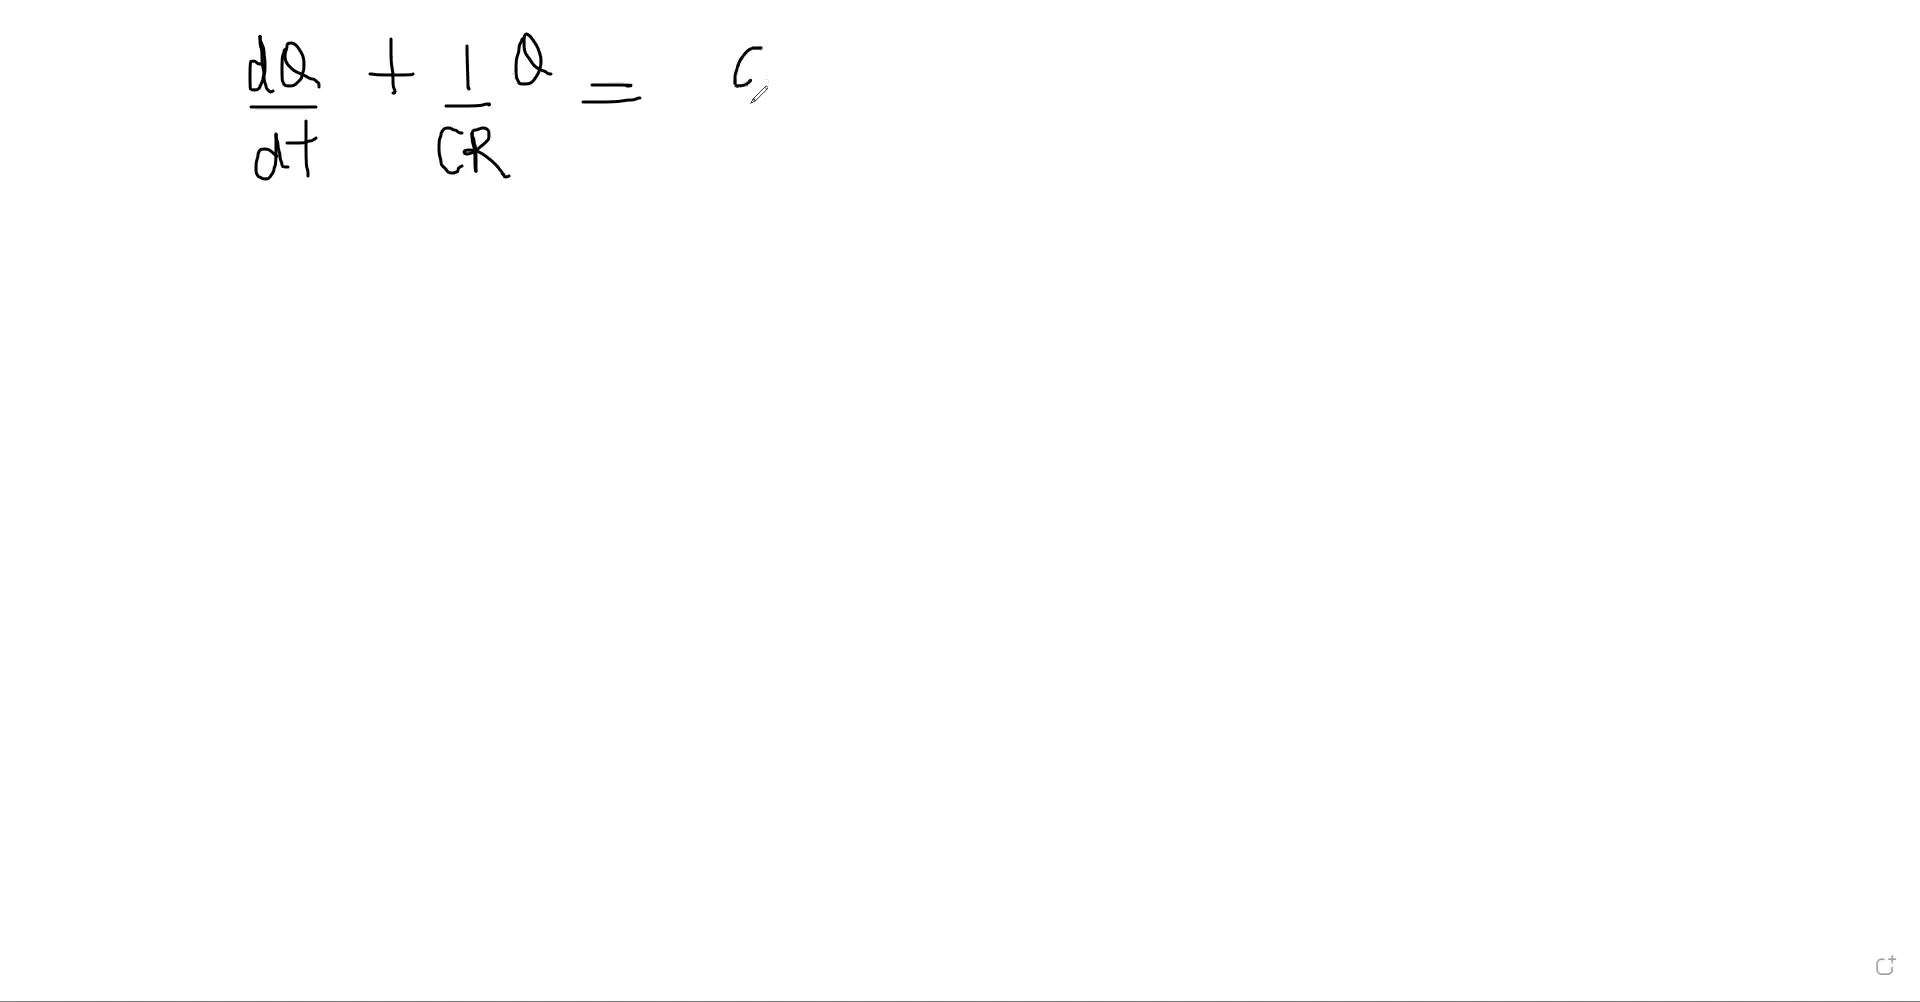 dQ/dt + 1/CR Q =